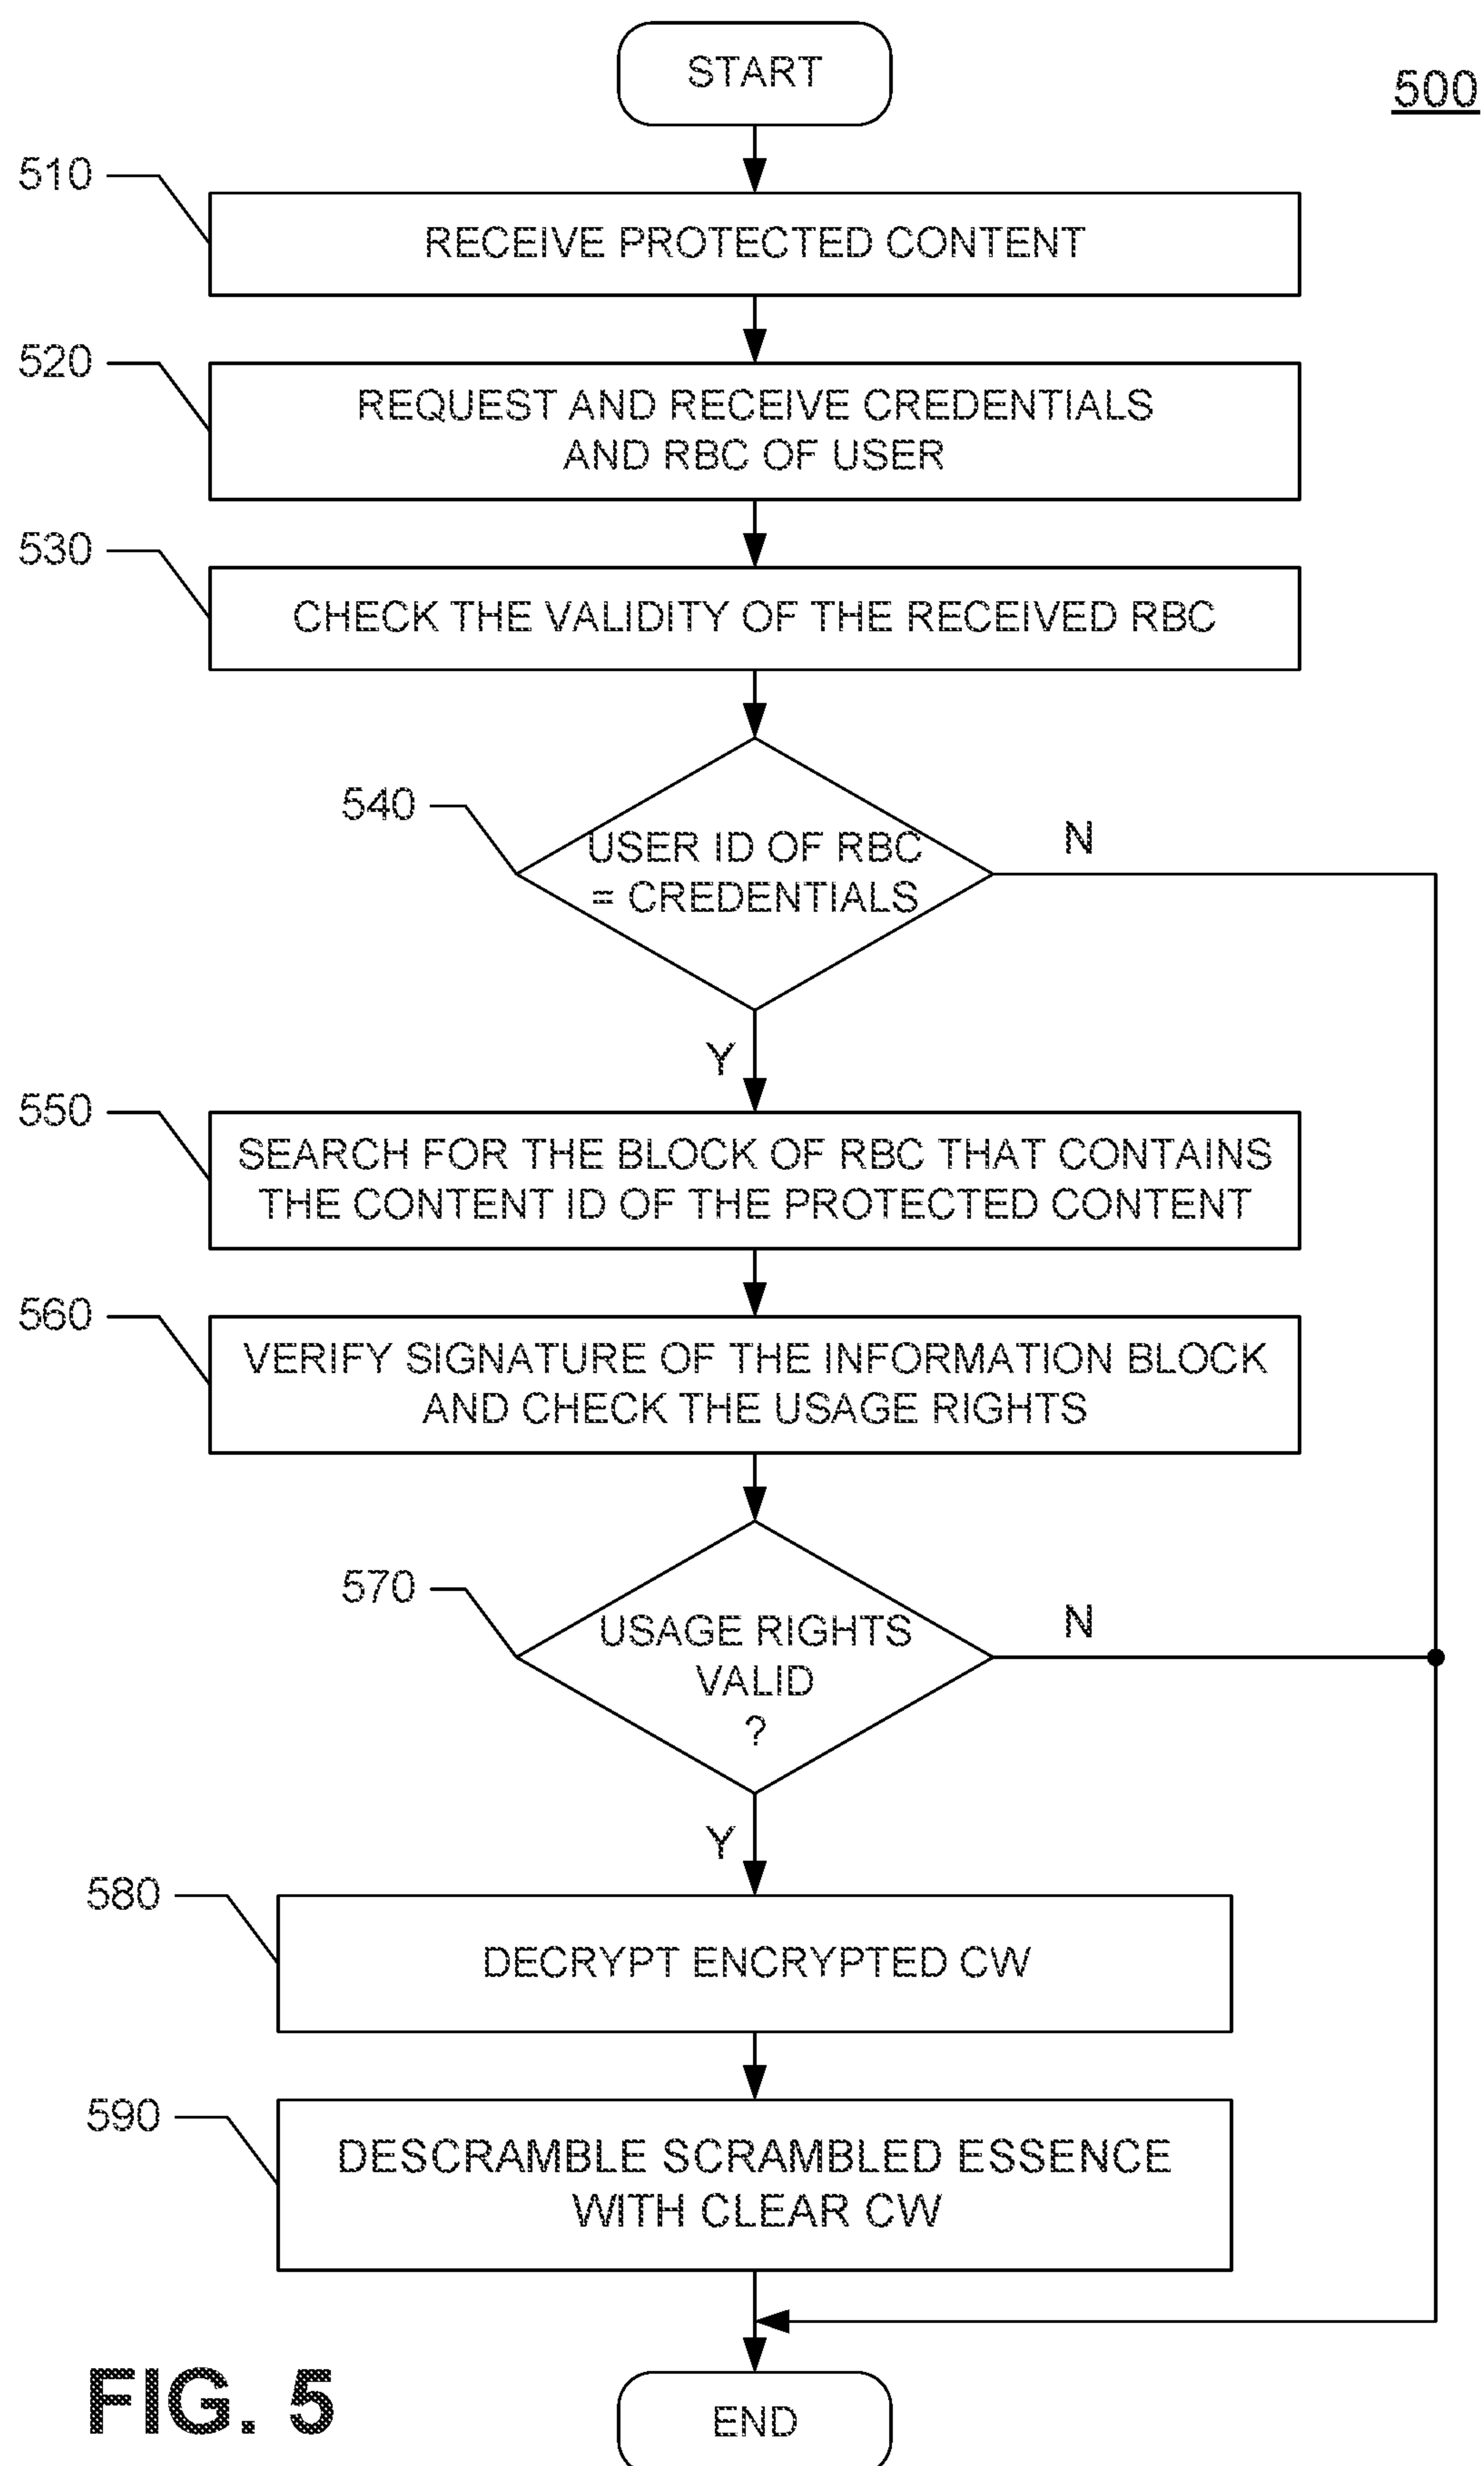 START
500
510
RECEIVE PROTECTED CONTENT
520
REQUEST AND RECEIVE CREDENTIALS
AND RBC OF USER
530
CHECK THE VALIDITY OF THE RECEIVED RBC
540
USER ID OF RBC
= CREDENTIALS
N
Y
550
SEARCH FOR THE BLOCK OF RBC THAT CONTAINS
THE CONTENT ID OF THE PROTECTED CONTENT
560
VERIFY SIGNATURE OF THE INFORMATION BLOCK
AND CHECK THE USAGE RIGHTS
570
USAGE RIGHTS
VALID
?
N
Y
580
DECRYPT ENCRYPTED CW
590
DESCRAMBLE SCRAMBLED ESSENCE
WITH CLEAR CW
FIG. 5
END